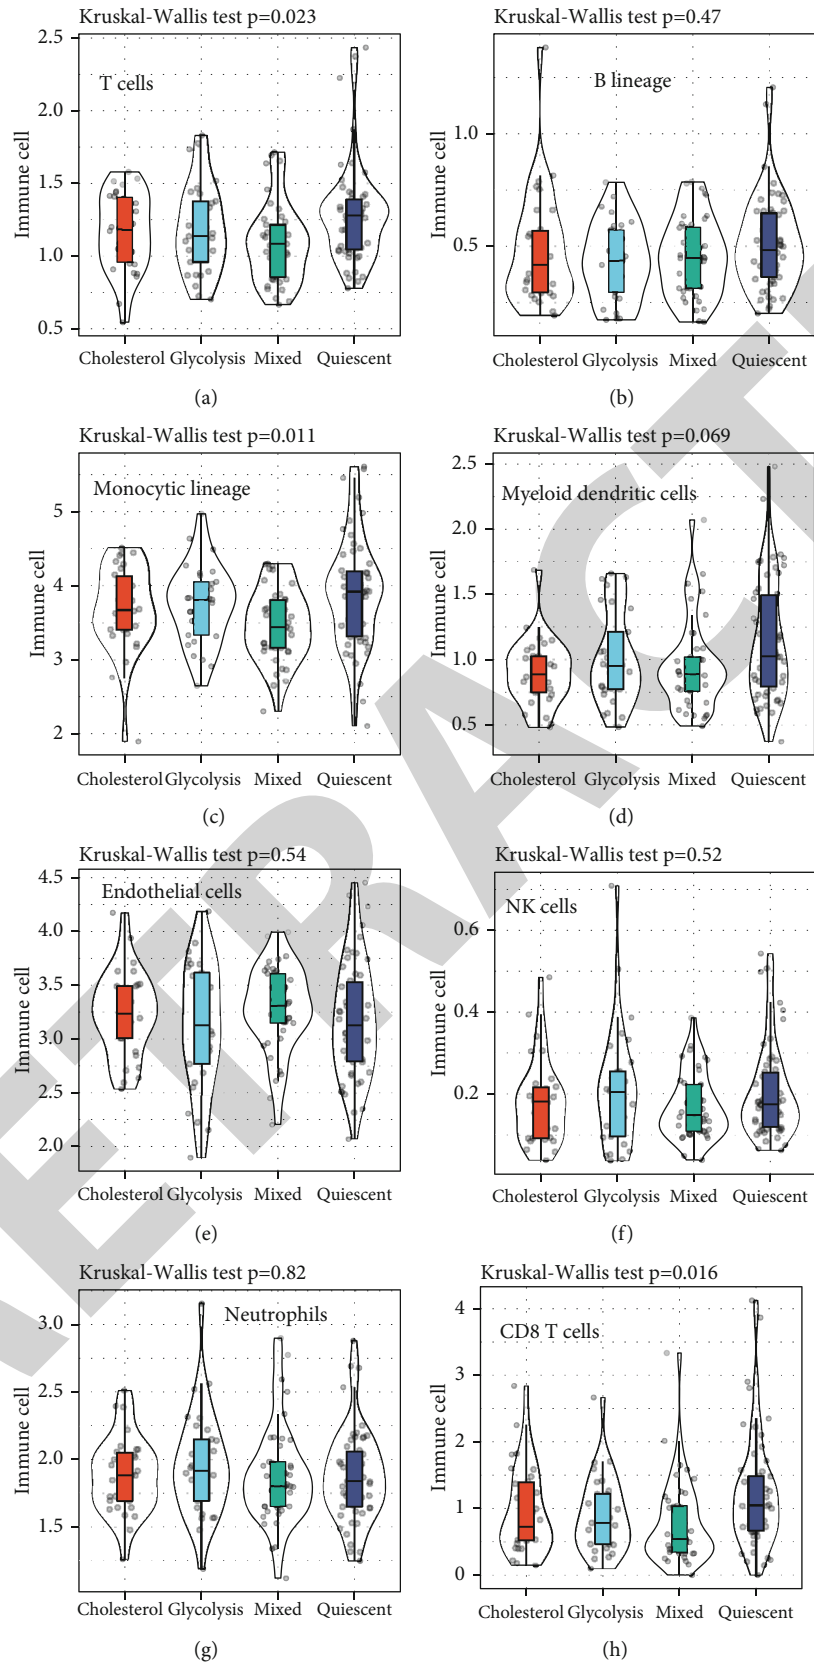 Kruskal-Wallis test p=0.023
Kruskal-Wallis test p=0.47
2.5
2.0
1.5
1.0
0.5
Immune cell
T cells
Cholesterol Glycolysis Mixed Quiescent
(a)
1.0
0.5
Immune cell
B lineage
Cholesterol Glycolysis Mixed Quiescent
(b)
Kruskal-Wallis test p=0.011
Kruskal-Wallis test p=0.069
5
4
3
2
Immune cell
Monocytic lineage
Cholesterol Glycolysis Mixed Quiescent
(c)
2.5
2.0
1.5
1.0
0.5
Immune cell
Myeloid dendritic cells
Cholesterol Glycolysis Mixed Quiescent
(d)
Kruskal-Wallis test p=0.54
Kruskal-Wallis test p=0.52
4.5
4.0
3.5
3.0
2.5
2.0
Immune cell
Endothelial cells
Cholesterol Glycolysis Mixed Quiescent
(e)
0.6
0.4
0.2
Immune cell
NK cells
Cholesterol Glycolysis Mixed Quiescent
(f)
Kruskal-Wallis test p=0.82
Kruskal-Wallis test p=0.016
3.0
2.5
2.0
1.5
Immune cell
Neutrophils
Cholesterol Glycolysis Mixed Quiescent
(g)
4
3
2
1
0
Immune cell
CD8 T cells
Cholesterol Glycolysis Mixed Quiescent
(h)
RETRACT